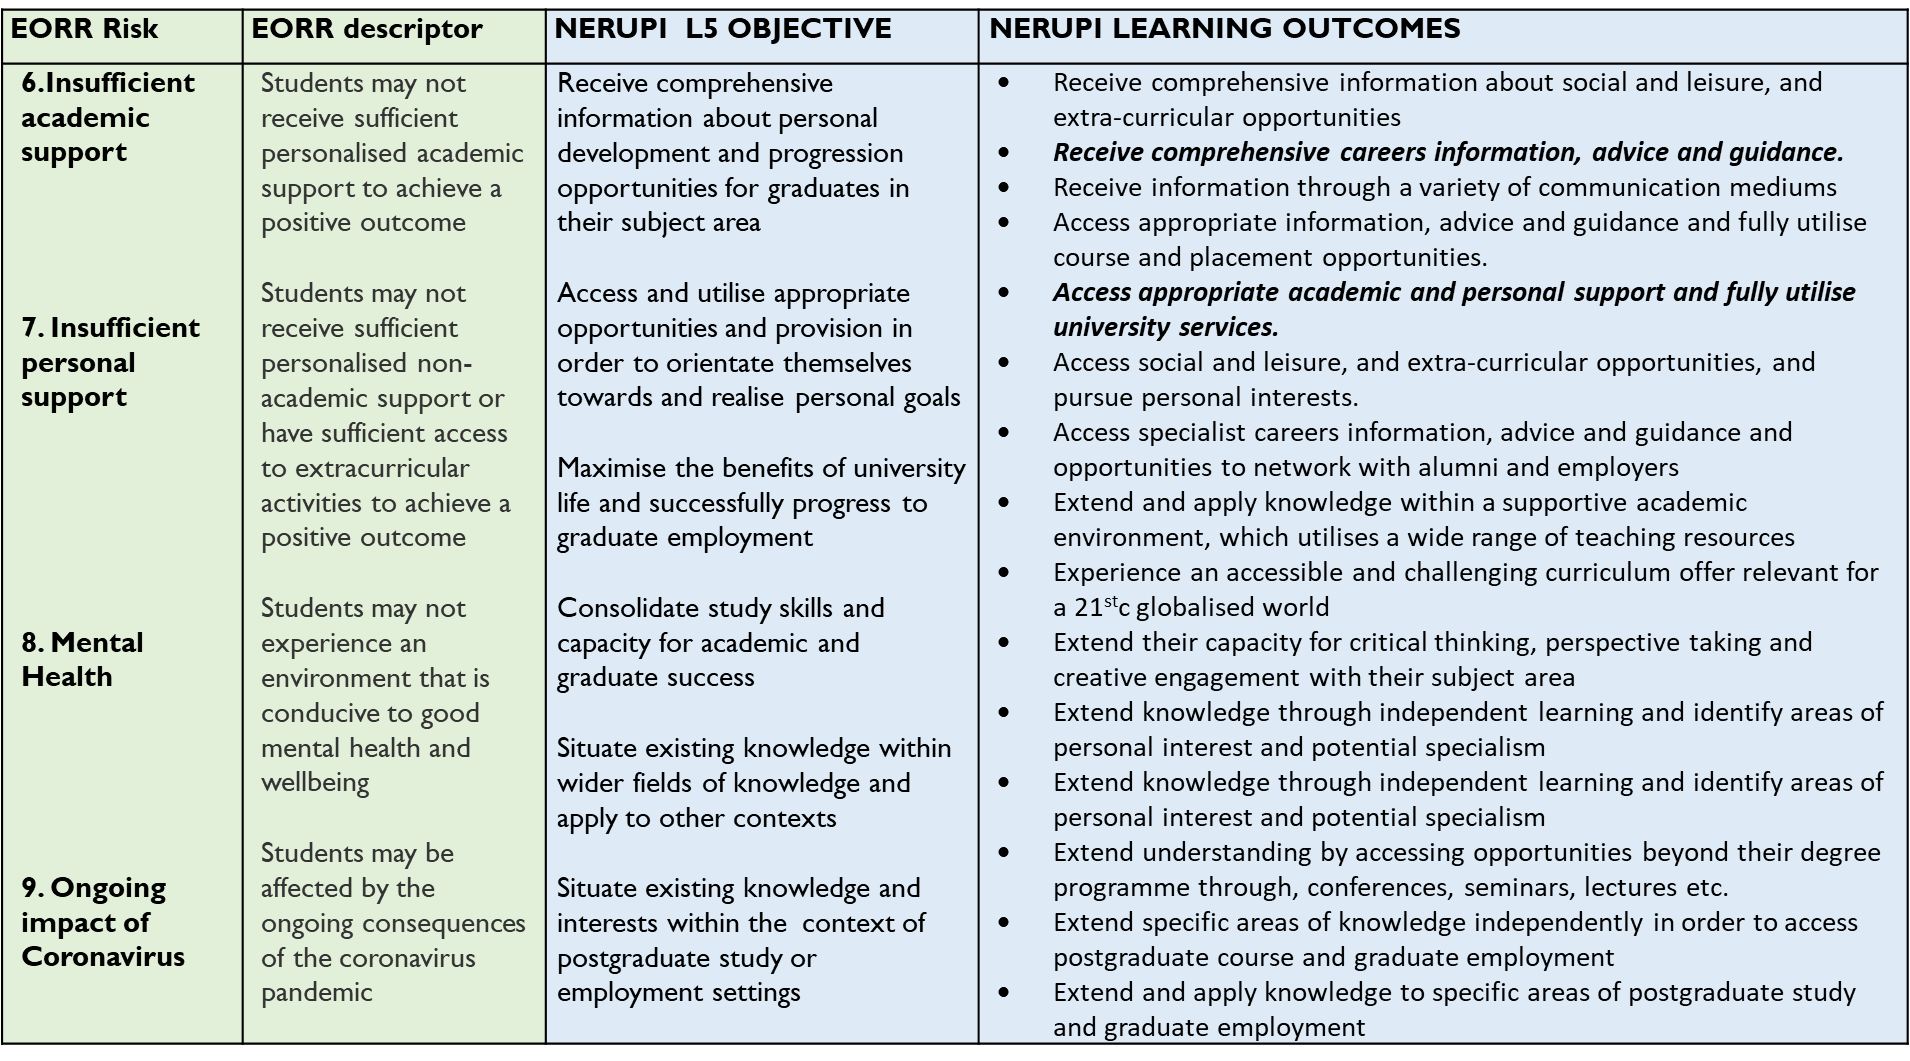 EORR Risk
EORR descriptor
NERUPI L5 OBJECTIVE
NERUPI LEARNING OUTCOMES
6.Insufficient
academic
support
7. Insufficient
personal
support
8. Mental
Health
9. Ongoing
impact of
Coronavirus
Students may not
receive sufficient
personalised academic
support to achieve a
positive outcome
Students may not
receive sufficient
personalised non-
academic support or
have sufficient access
to extracurricular
activities to achieve a
positive outcome
Students may not
experience an
environment that is
conducive to good
mental health and
wellbeing
Students may be
affected by the
ongoing consequences
of the coronavirus
pandemic
Receive comprehensive
information about personal
development and progression
opportunities for graduates in
their subject area
Access and utilise appropriate
opportunities and provision in
order to orientate themselves
towards and realise personal goals
Maximise the benefits of university
life and successfully progress to
graduate employment
Consolidate study skills and
capacity for academic and
graduate success
Situate existing knowledge within
wider fields of knowledge and
apply to other contexts
Situate existing knowledge and
interests within the context of
postgraduate study or
employment settings
• Receive comprehensive information about social and leisure, and
extra-curricular opportunities
• Receive comprehensive careers information, advice and guidance.
• Receive information through a variety of communication mediums
• Access appropriate information, advice and guidance and fully utilise
course and placement opportunities.
• Access appropriate academic and personal support and fully utilise
university services.
• Access social and leisure, and extra-curricular opportunities, and
pursue personal interests.
• Access specialist careers information, advice and guidance and
opportunities to network with alumni and employers
• Extend and apply knowledge within a supportive academic
environment, which utilises a wide range of teaching resources
• Experience an accessible and challenging curriculum offer relevant for
a 21stc globalised world
• Extend their capacity for critical thinking, perspective taking and
creative engagement with their subject area
• Extend knowledge through independent learning and identify areas of
personal interest and potential specialism
• Extend knowledge through independent learning and identify areas of
personal interest and potential specialism
• Extend understanding by accessing opportunities beyond their degree
programme through, conferences, seminars, lectures etc.
• Extend specific areas of knowledge independently in order to access
postgraduate course and graduate employment
• Extend and apply knowledge to specific areas of postgraduate study
and graduate employment